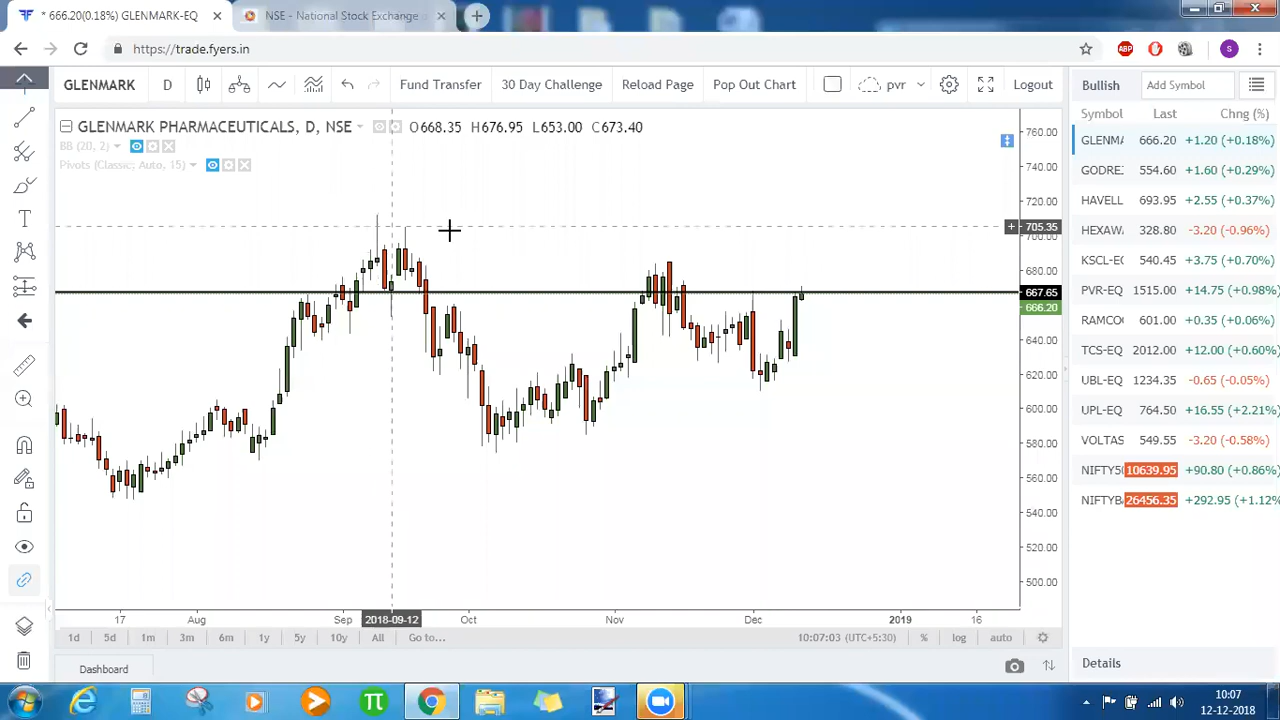 * 666.20(0.18%) GLENMARK-EQ
NSE - National Stock Exchange o
https://trade.fyers.in
ABP
S
GLENMARK D Fund Transfer 30 Day Challenge Reload Page Pop Out Chart pvr Logout
GLENMARK PHARMACEUTICALS, D, NSE O668.35 H676.95 L653.00 C673.40
BB (20, 2)
Pivots (Classic, Auto, 15)
760.00
740.00
720.00
705.35
700.00
680.00
667.65
666.20
640.00
620.00
600.00
580.00
560.00
540.00
520.00
500.00
17 Aug Sep 2018-09-12 Oct Nov Dec 2019 16
1d 5d 1m 3m 6m 1y 5y 10y All Go to... 10:07:03 (UTC+5:30) % log auto
Dashboard
Bullish Add Symbol
Symbol Last Chng (%)
GLENMA 666.20 +1.20 (+0.18%)
GODRE 554.60 +1.60 (+0.29%)
HAVELL 693.95 +2.55 (+0.37%)
HEXAWA 328.80 -3.20 (-0.96%)
KSCL-EQ 540.45 +3.75 (+0.70%)
PVR-EQ 1515.00 +14.75 (+0.98%)
RAMCO 601.00 +0.35 (+0.06%)
TCS-EQ 2012.00 +12.00 (+0.60%)
UBL-EQ 1234.35 -0.65 (-0.05%)
UPL-EQ 764.50 +16.55 (+2.21%)
VOLTAS 549.55 -3.20 (-0.58%)
NIFTY50 10639.95 +90.80 (+0.86%)
NIFTYB 26456.35 +292.95 (+1.12%
Details
10:07
12-12-2018